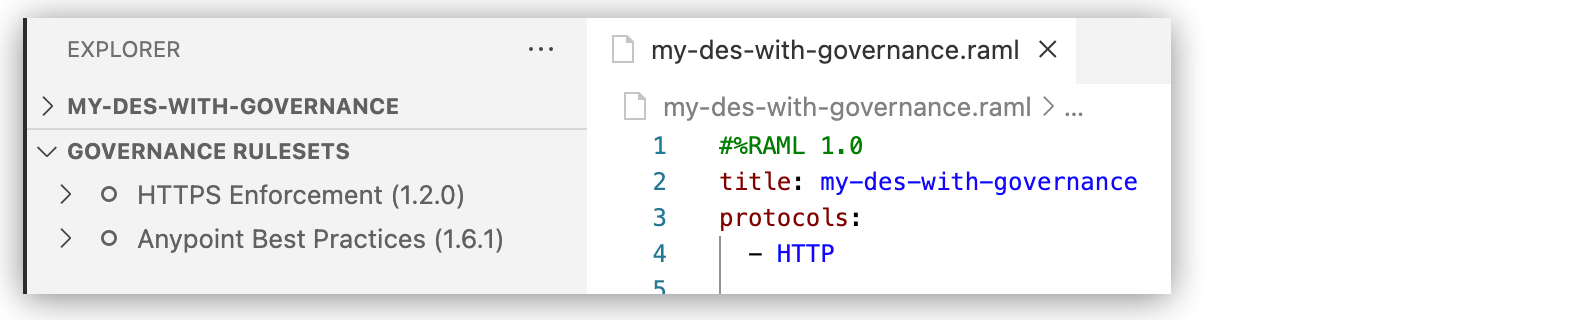 EXPLORER
MY-DES-WITH-GOVERNANCE
GOVERNANCE RULESETS
HTTPS Enforcement (1.2.0)
Anypoint Best Practices (1.6.1)
my-des-with-governance.raml
my-des-with-governance.raml > ...
1 #%RAML 1.0
2 title: my-des-with-governance
3 protocols:
4 - HTTP
5